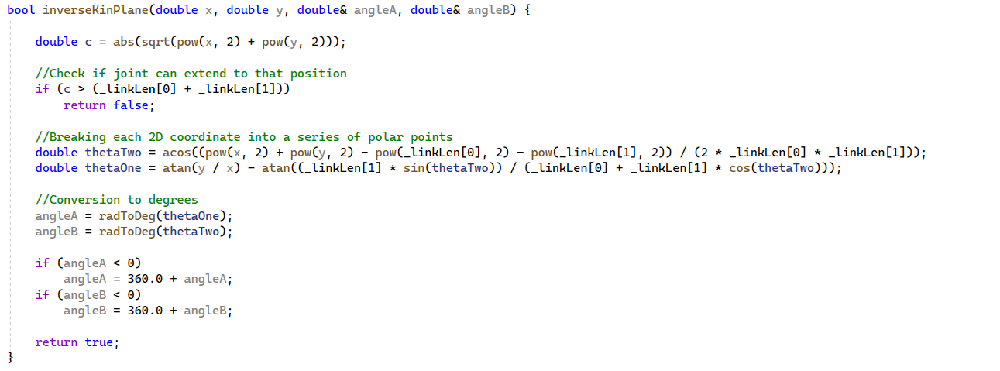 bool inverseKinPlane(double x, double y, double& angleA, double& angleB) {
double c = abs(sqrt(pow(x, 2) + pow(y, 2)));
//Check if joint can extend to that position
if (c > (_linkLen[0] + _linkLen[1]))
return false;
//Breaking each 2D coordinate into a series of polar points
double thetaTwo = acos((pow(x, 2) + pow(y, 2) - pow(_linkLen[0], 2) - pow(_linkLen[1], 2)) / (2 * _linkLen[0] * _linkLen[1]));
double thetaOne = atan(y / x) - atan((_linkLen[1] * sin(thetaTwo)) / (_linkLen[0] + _linkLen[1] * cos(thetaTwo)));
//Conversion to degrees
angleA = radToDeg(thetaOne);
angleB = radToDeg(thetaTwo);
if (angleA < 0)
angleA = 360.0 + angleA;
if (angleB < 0)
angleB = 360.0 + angleB;
return true;
}